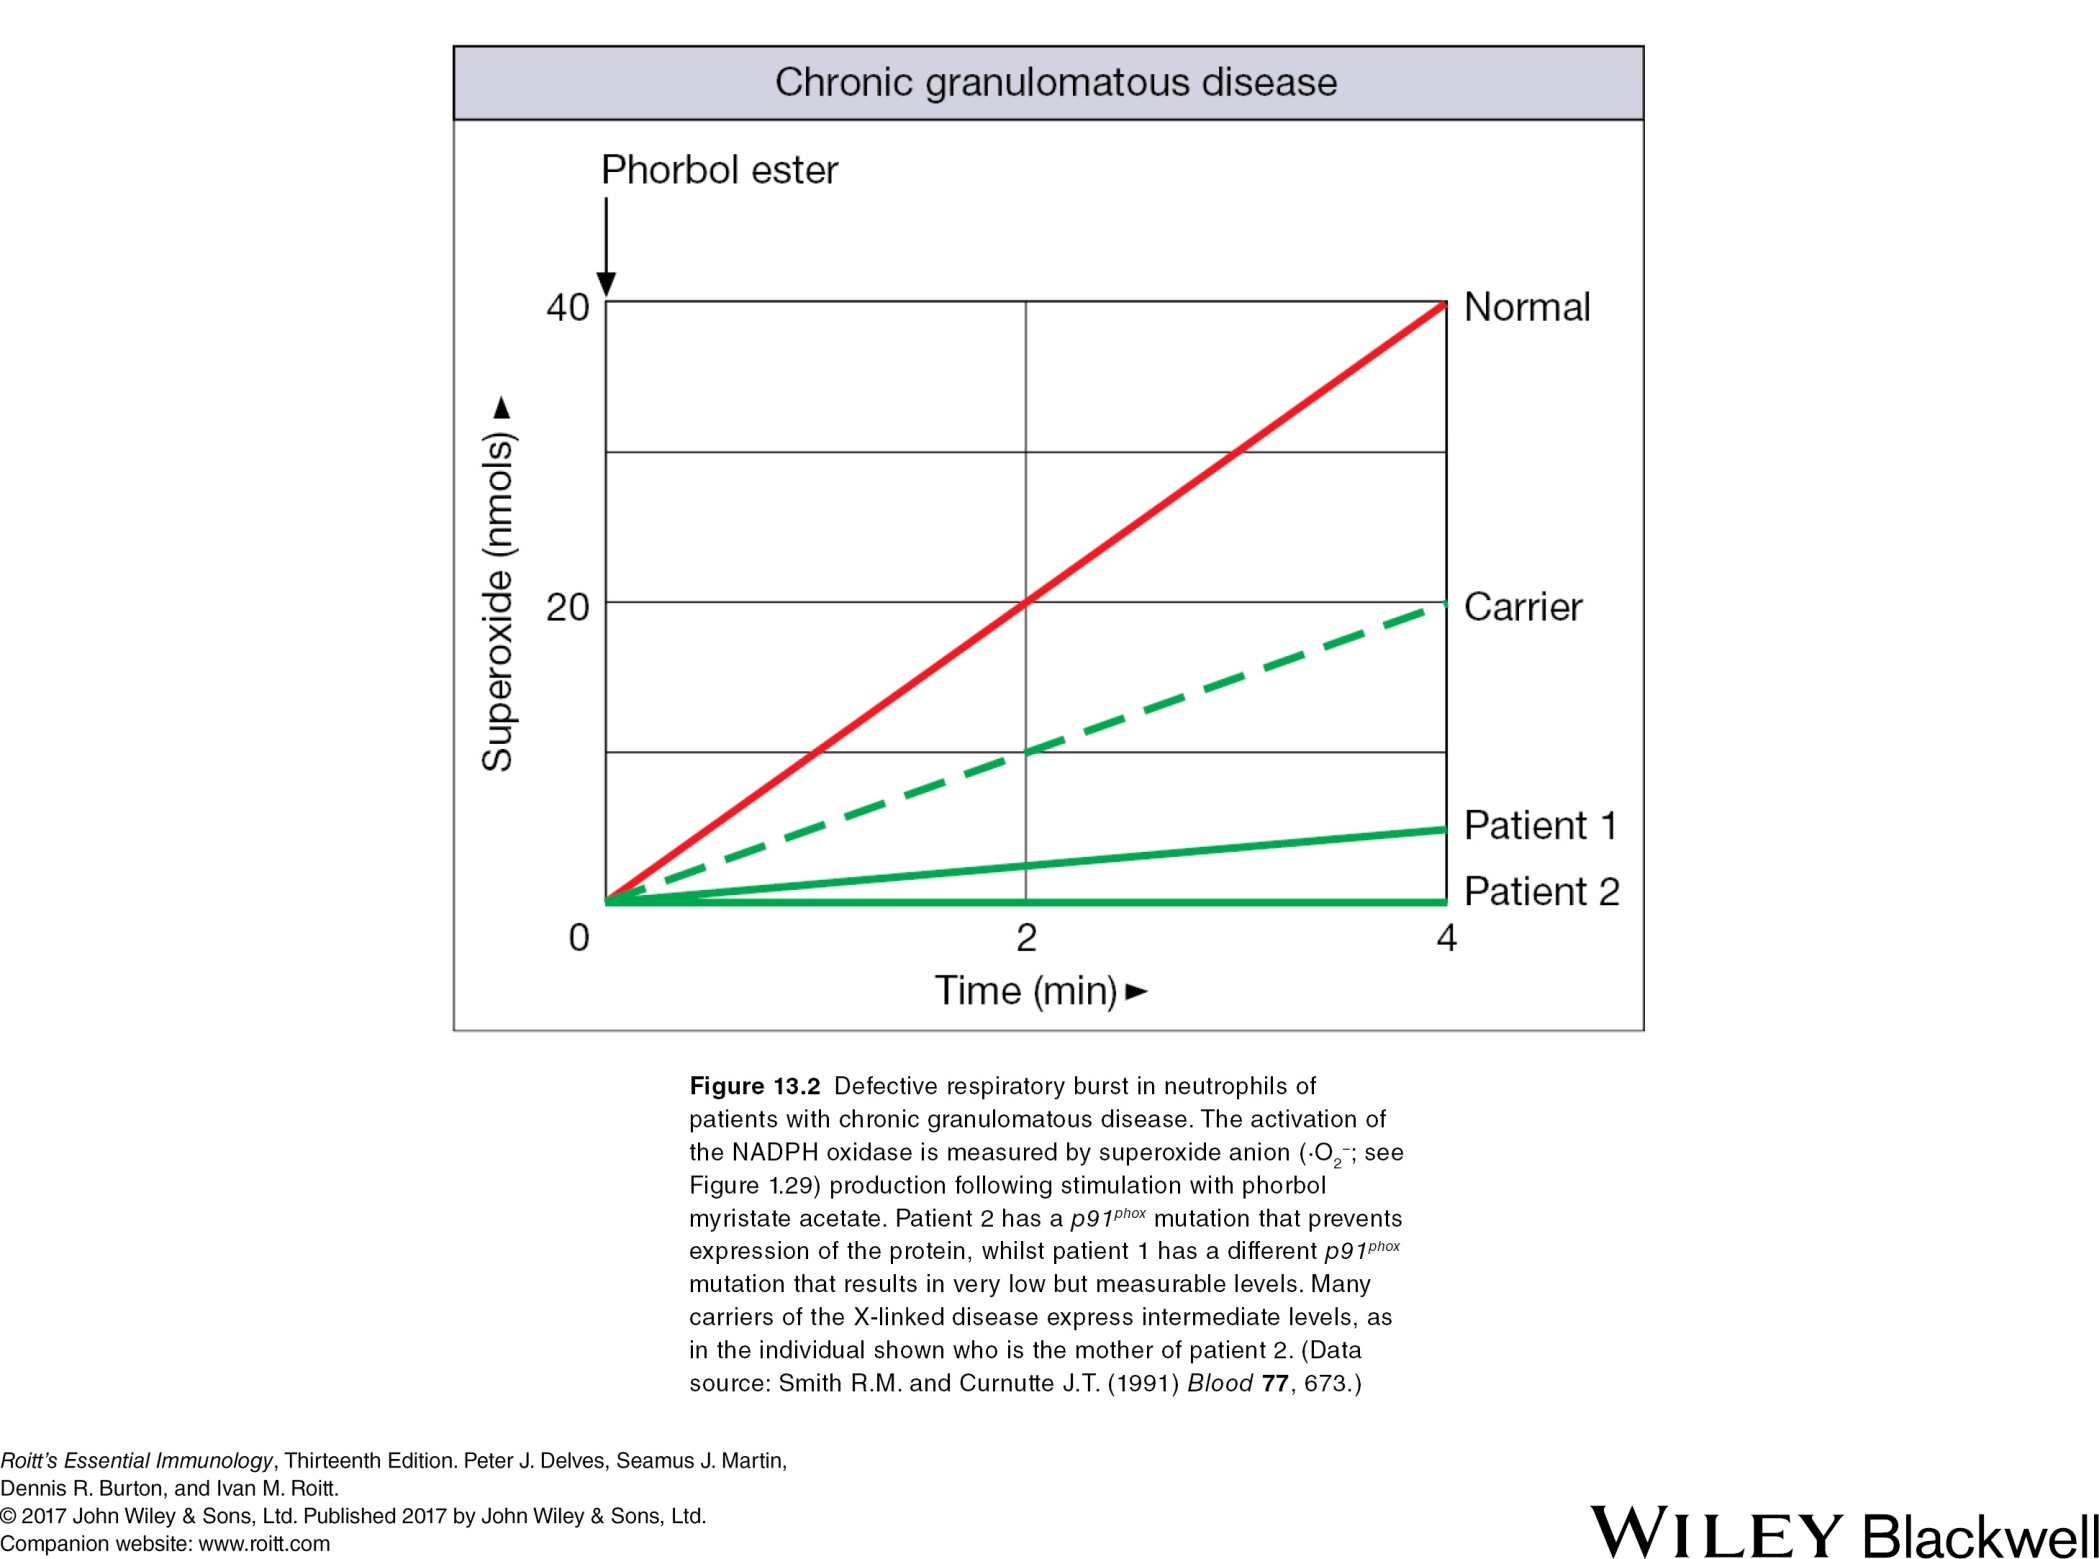 Chronic granulomatous disease
Phorbol ester
40
Normal
Superoxide (nmols) ►
20
Carrier
Patient 1
Patient 2
0
2
4
Time (min) ►
Figure 13.2 Defective respiratory burst in neutrophils of
patients with chronic granulomatous disease. The activation of
the NADPH oxidase is measured by superoxide anion (·O₂⁻; see
Figure 1.29) production following stimulation with phorbol
myristate acetate. Patient 2 has a p91ᵖʰᵒˣ mutation that prevents
expression of the protein, whilst patient 1 has a different p91ᵖʰᵒˣ
mutation that results in very low but measurable levels. Many
carriers of the X-linked disease express intermediate levels, as
in the individual shown who is the mother of patient 2. (Data
source: Smith R.M. and Curnutte J.T. (1991) Blood 77, 673.)
Roitt’s Essential Immunology, Thirteenth Edition. Peter J. Delves, Seamus J. Martin,
Dennis R. Burton, and Ivan M. Roitt.
© 2017 John Wiley & Sons, Ltd. Published 2017 by John Wiley & Sons, Ltd.
Companion website: www.roitt.com
WILEY Blackwell